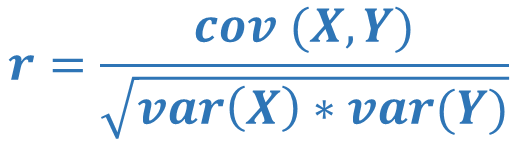 r = cov (X,Y) / √(var(X) * var(Y))